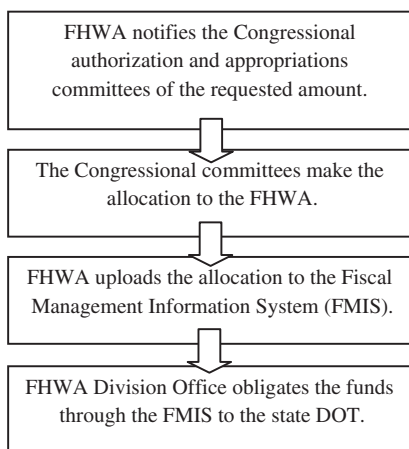 FHWA notifies the Congressional
authorization and appropriations
committees of the requested amount.
The Congressional committees make the
allocation to the FHWA.
FHWA uploads the allocation to the Fiscal
Management Information System (FMIS).
FHWA Division Office obligates the funds
through the FMIS to the state DOT.